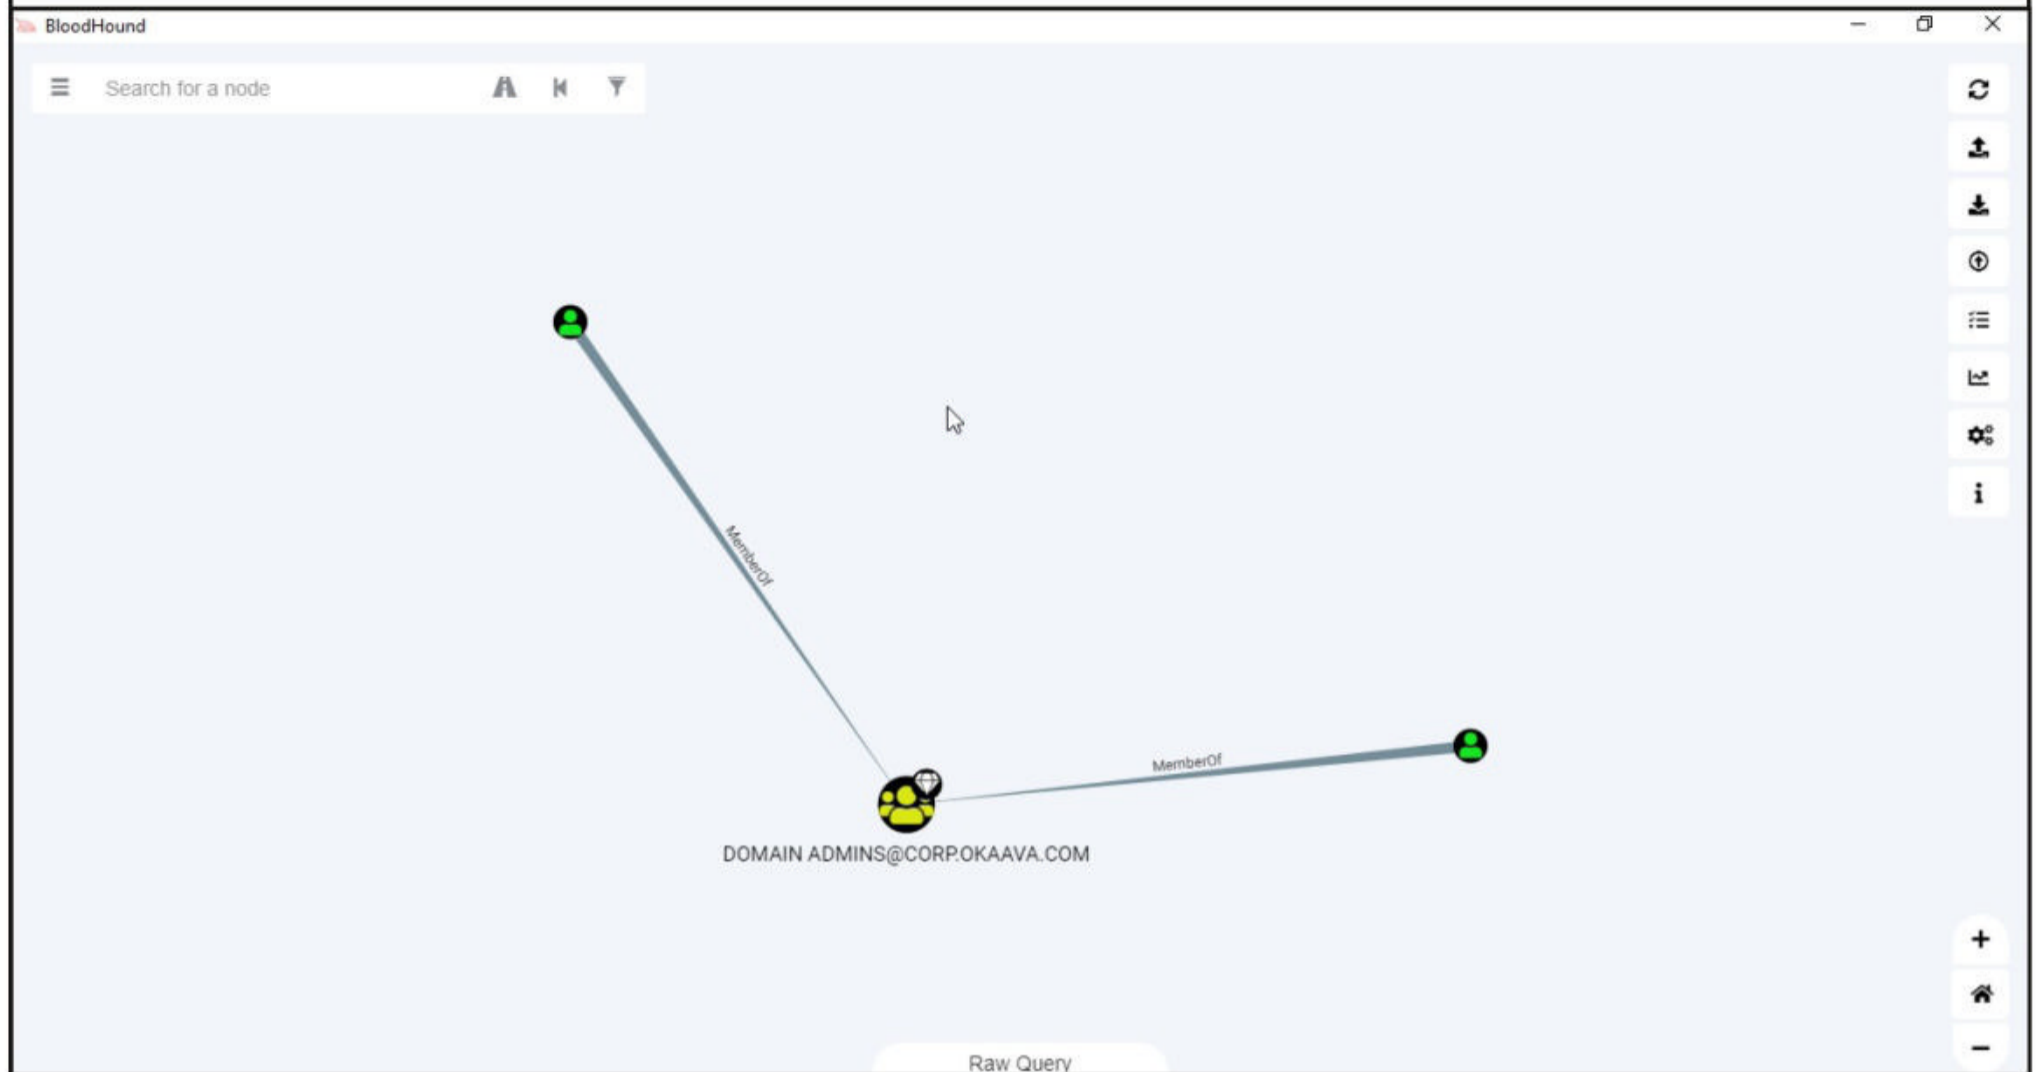 BloodHound
Search for a node
MemberOf
MemberOf
DOMAIN ADMINS@CORP.OKAAVA.COM
Raw Query